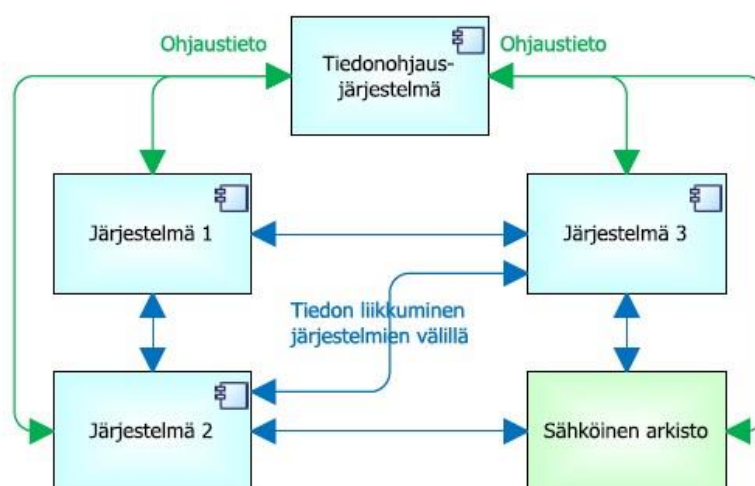 Ohjaustieto
Ohjaustieto
Tiedonohjaus-
järjestelmä
Järjestelmä 1
Järjestelmä 3
Tiedon liikkuminen
järjestelmien välillä
Järjestelmä 2
Sähköinen arkisto